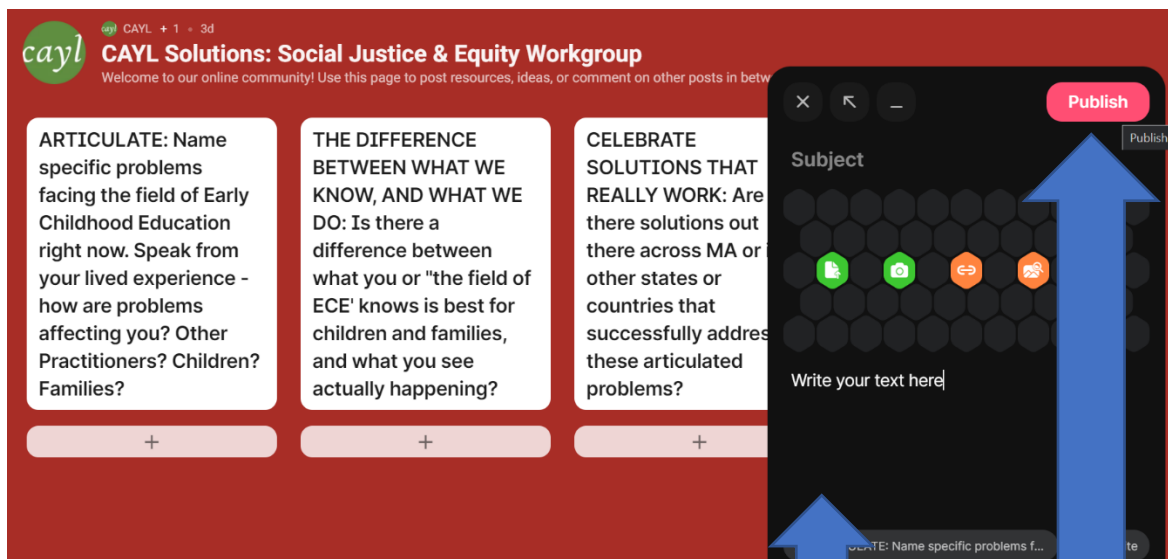 cayl
cayl CAYL + 1 • 3d
CAYL Solutions: Social Justice & Equity Workgroup
Welcome to our online community! Use this page to post resources, ideas, or comment on other posts in
ARTICULATE: Name
specific problems
facing the field of Early
Childhood Education
right now. Speak from
your lived experience -
how are problems
affecting you? Other
Practitioners? Children?
Families?
+
THE DIFFERENCE
BETWEEN WHAT WE
KNOW, AND WHAT WE
DO: Is there a
difference between
what you or "the field of
ECE' knows is best for
children and families,
and what you see
actually happening?
+
CELEBRATE
SOLUTIONS THAT
REALLY WORK: Are
there solutions out
there across MA or
other states or
countries that
successfully addres
these articulated
problems?
+
Publish
Publish
Subject
Write your text here
Name specific problems f...